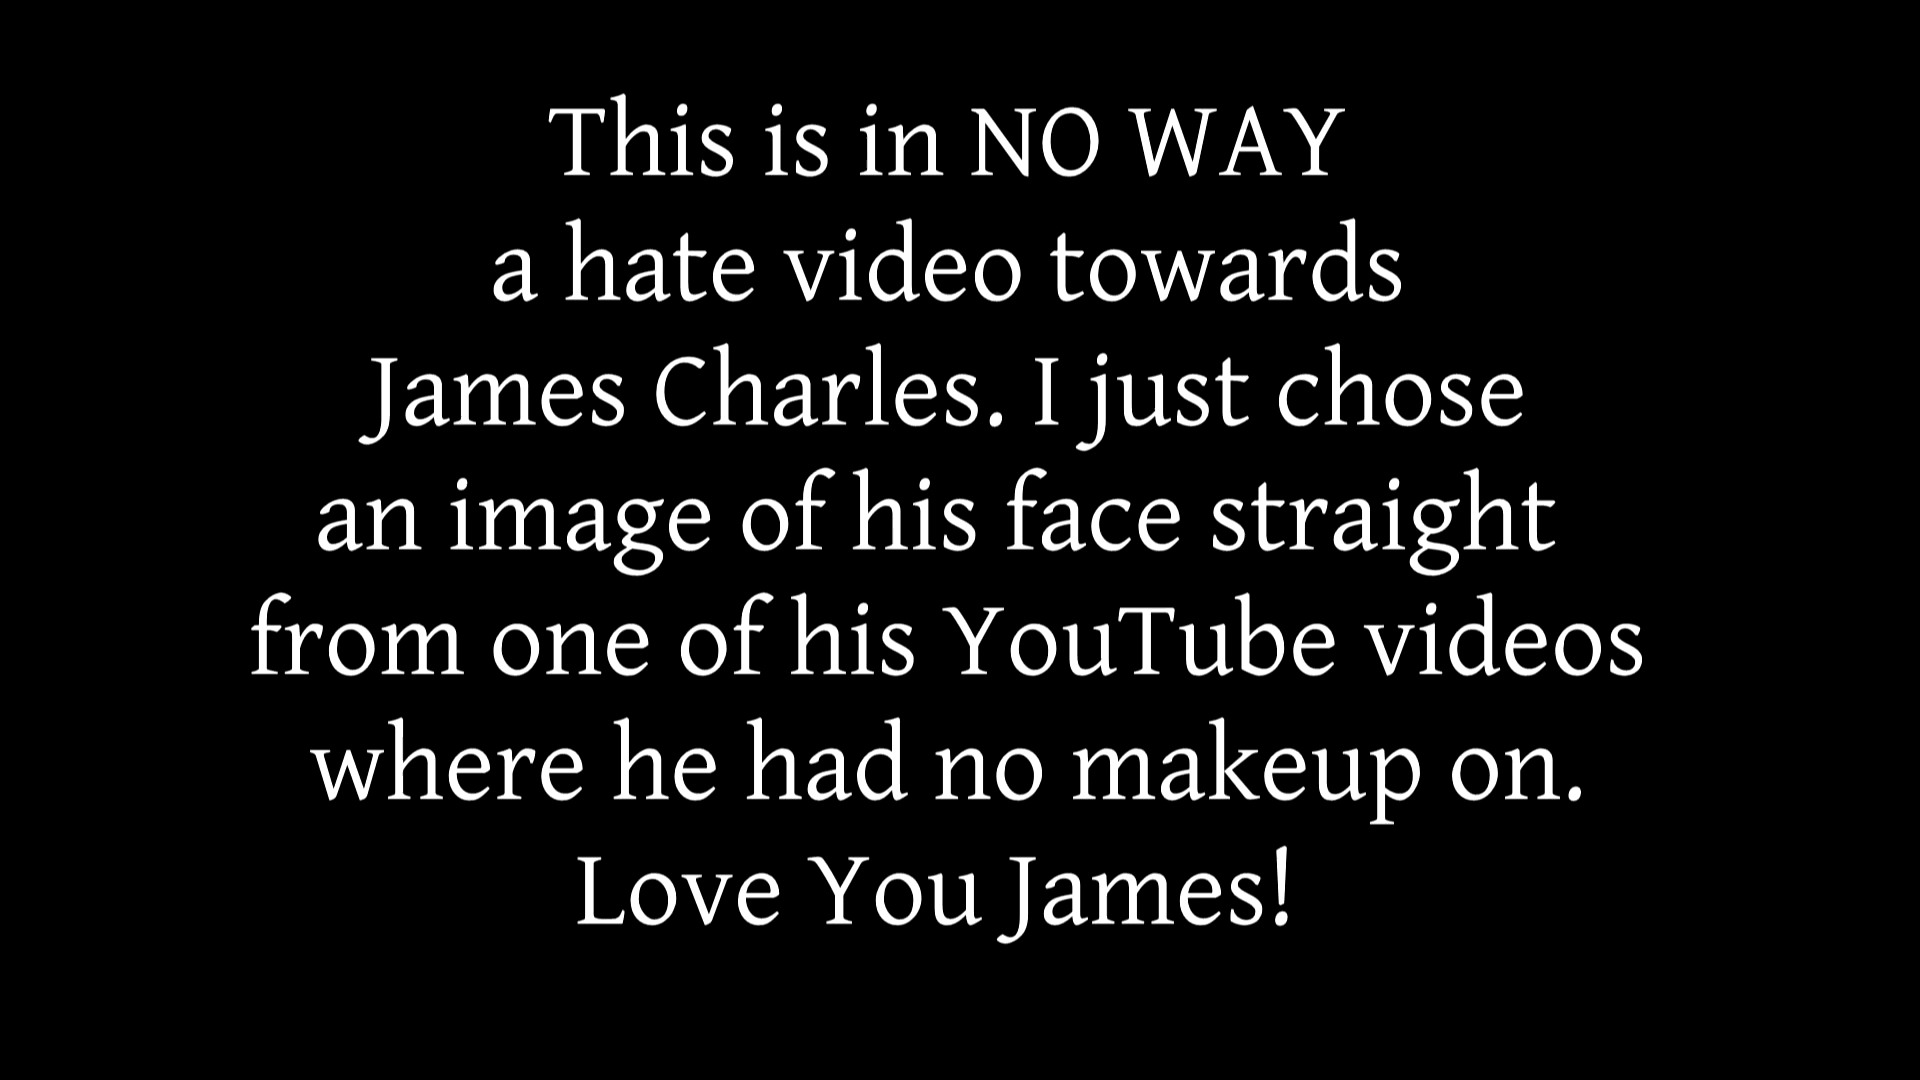 This is in NO WAY
a hate video towards
James Charles. I just chose
an image of his face straight
from one of his YouTube videos
where he had no makeup on.
Love You James!